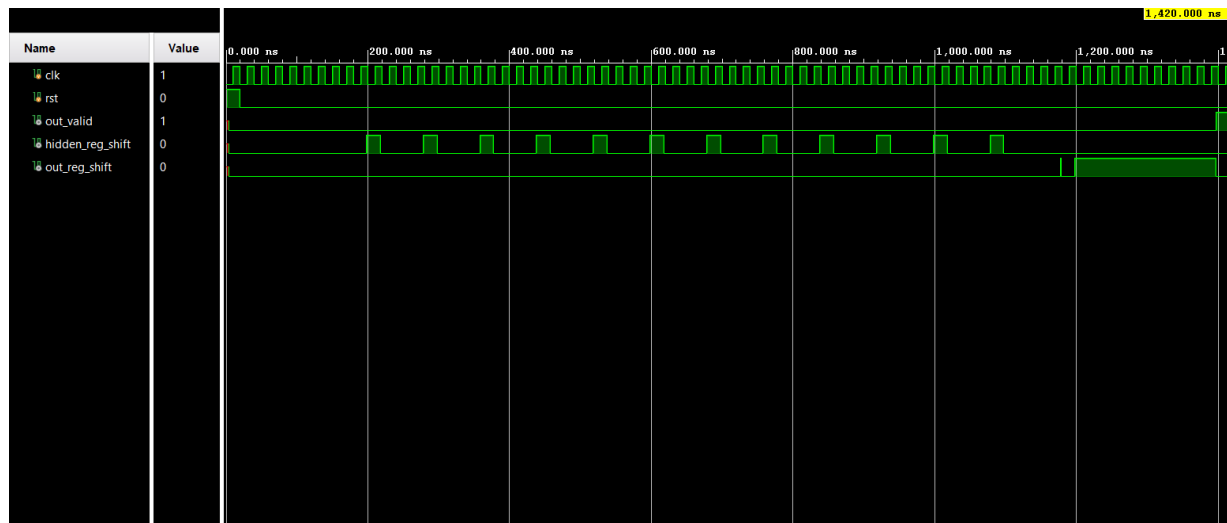 1,420.000 ns
Name Value 0.000 ns 200.000 ns 400.000 ns 600.000 ns 800.000 ns 1,000.000 ns 1,200.000 ns 1
clk 1
rst 0
out_valid 1
hidden_reg_shift 0
out_reg_shift 0